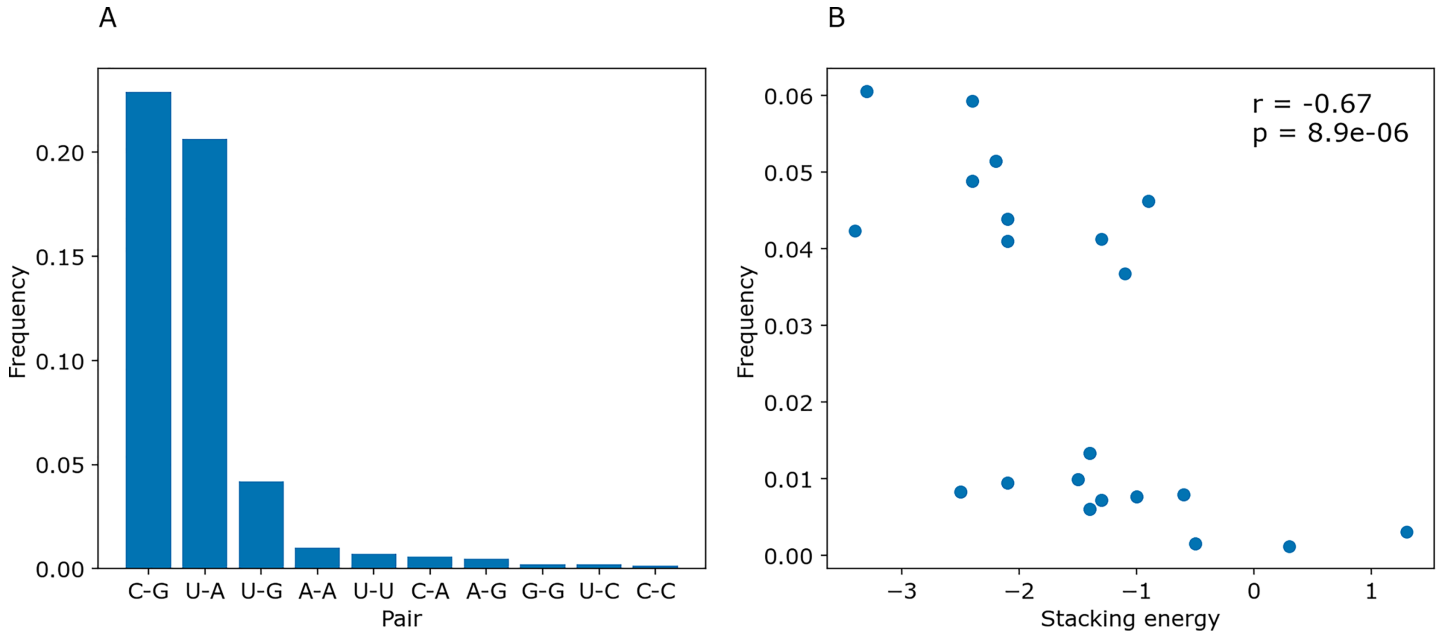 A
Frequency
0.20
0.15
0.10
0.05
0.00
C-G U-A U-G A-A U-U C-A A-G G-G U-C C-C
Pair
B
r = -0.67
p = 8.9e-06
Frequency
0.06
0.05
0.04
0.03
0.02
0.01
0.00
−3 −2 −1 0 1
Stacking energy